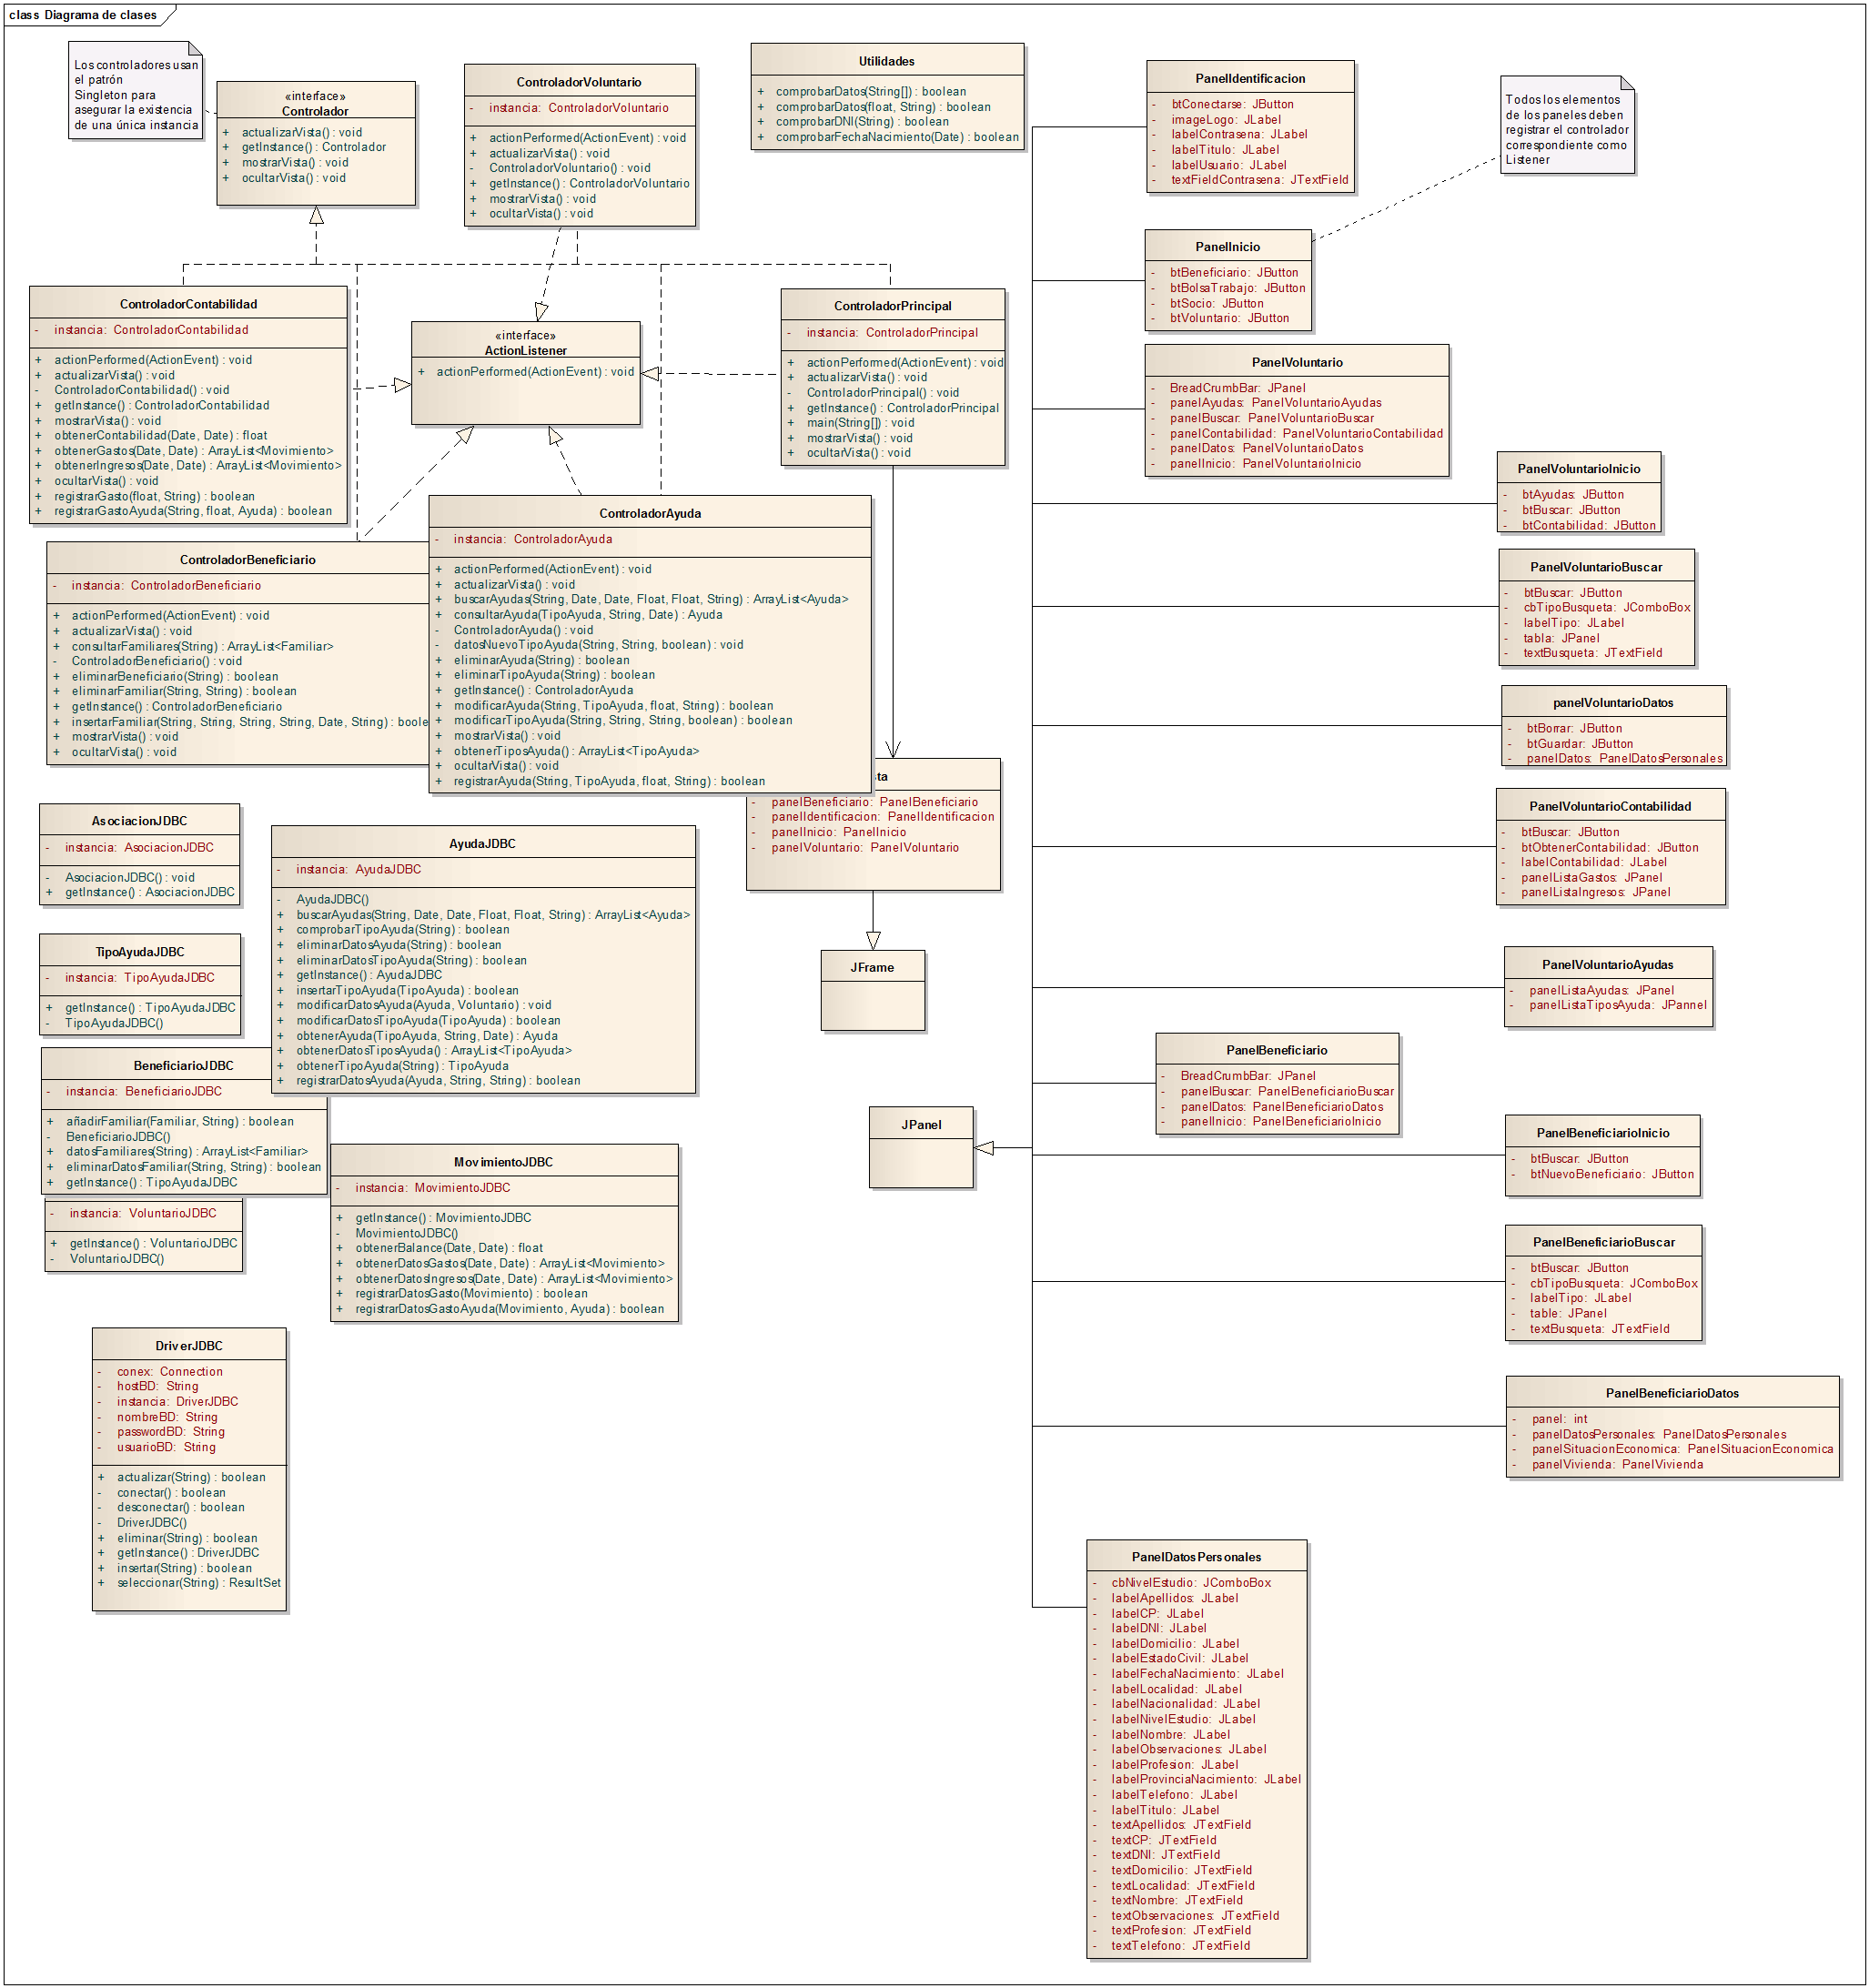 class Diagrama de clases
Los controladores usan
el patrón
Singleton para
asegurar la existencia
de una única instancia
«interface»
Controlador
+ actualizarVista() : void
+ getInstance() : Controlador
+ mostrarVista() : void
+ ocultarVista() : void
ControladorVoluntario
- instancia: ControladorVoluntario
+ actionPerformed(ActionEvent) : void
+ actualizarVista() : void
- ControladorVoluntario() : void
+ getInstance() : ControladorVoluntario
+ mostrarVista() : void
+ ocultarVista() : void
Utilidades
+ comprobarDatos(String[]) : boolean
+ comprobarDatos(float, String) : boolean
+ comprobarDNI(String) : boolean
+ comprobarFechaNacimiento(Date) : boolean
PanelIdentificacion
- btConectarse: JButton
- imageLogo: JLabel
- labelContrasena: JLabel
- labelTitulo: JLabel
- labelUsuario: JLabel
- textFieldContrasena: JTextField
Todos los elementos
de los paneles deben
registrar el controlador
correspondiente como
Listener
PanelInicio
- btBeneficiario: JButton
- btBolsaTrabajo: JButton
- btSocio: JButton
- btVoluntario: JButton
ControladorContabilidad
- instancia: ControladorContabilidad
+ actionPerformed(ActionEvent) : void
+ actualizarVista() : void
- ControladorContabilidad() : void
+ getInstance() : ControladorContabilidad
+ mostrarVista() : void
+ obtenerContabilidad(Date, Date) : float
+ obtenerGastos(Date, Date) : ArrayList<Movimiento>
+ obtenerIngresos(Date, Date) : ArrayList<Movimiento>
+ ocultarVista() : void
+ registrarGasto(float, String) : boolean
+ registrarGastoAyuda(String, float, Ayuda) : boolean
«interface»
ActionListener
+ actionPerformed(ActionEvent) : void
ControladorPrincipal
- instancia: ControladorPrincipal
+ actionPerformed(ActionEvent) : void
+ actualizarVista() : void
- ControladorPrincipal() : void
+ getInstance() : ControladorPrincipal
+ main(String[]) : void
+ mostrarVista() : void
+ ocultarVista() : void
PanelVoluntario
- BreadCrumbBar: JPanel
- panelAyudas: PanelVoluntarioAyudas
- panelBuscar: PanelVoluntarioBuscar
- panelContabilidad: PanelVoluntarioContabilidad
- panelDatos: PanelVoluntarioDatos
- panelInicio: PanelVoluntarioInicio
PanelVoluntarioInicio
- btAyudas: JButton
- btBuscar: JButton
- btContabilidad: JButton
ControladorBeneficiario
- instancia: ControladorBeneficiario
+ actionPerformed(ActionEvent) : void
+ actualizarVista() : void
+ consultarFamiliares(String) : ArrayList<Familiar>
- ControladorBeneficiario() : void
+ eliminarBeneficiario(String) : boolean
+ eliminarFamiliar(String, String) : boolean
+ getInstance() : ControladorBeneficiario
+ insertarFamiliar(String, String, String, String, Date, String) : boole
+ mostrarVista() : void
+ ocultarVista() : void
ControladorAyuda
- instancia: ControladorAyuda
+ actionPerformed(ActionEvent) : void
+ actualizarVista() : void
+ buscarAyudas(String, Date, Date, Float, Float, String) : ArrayList<Ayuda>
+ consultarAyuda(TipoAyuda, String, Date) : Ayuda
- ControladorAyuda() : void
- datosNuevoTipoAyuda(String, String, boolean) : void
+ eliminarAyuda(String) : boolean
+ eliminarTipoAyuda(String) : boolean
+ getInstance() : ControladorAyuda
+ modificarAyuda(String, TipoAyuda, float, String) : boolean
+ modificarTipoAyuda(String, String, String, boolean) : boolean
+ mostrarVista() : void
+ obtenerTiposAyuda() : ArrayList<TipoAyuda>
+ ocultarVista() : void
+ registrarAyuda(String, TipoAyuda, float, String) : boolean
PanelVoluntarioBuscar
- btBuscar: JButton
- cbTipoBusqueta: JComboBox
- labelTipo: JLabel
- tabla: JPanel
- textBusqueta: JTextField
panelVoluntarioDatos
- btBorrar: JButton
- btGuardar: JButton
- panelDatos: PanelDatosPersonales
sta
- panelBeneficiario: PanelBeneficiario
- panelIdentificacion: PanelIdentificacion
- panelInicio: PanelInicio
- panelVoluntario: PanelVoluntario
PanelVoluntarioContabilidad
- btBuscar: JButton
- btObtenerContabilidad: JButton
- labelContabilidad: JLabel
- panelListaGastos: JPanel
- panelListaIngresos: JPanel
AsociacionJDBC
- instancia: AsociacionJDBC
- AsociacionJDBC() : void
+ getInstance() : AsociacionJDBC
AyudaJDBC
- instancia: AyudaJDBC
- AyudaJDBC()
+ buscarAyudas(String, Date, Date, Float, Float, String) : ArrayList<Ayuda>
+ comprobarTipoAyuda(String) : boolean
+ eliminarDatosAyuda(String) : boolean
+ eliminarDatosTipoAyuda(String) : boolean
+ getInstance() : AyudaJDBC
+ insertarTipoAyuda(TipoAyuda) : boolean
+ modificarDatosAyuda(Ayuda, Voluntario) : void
+ modificarDatosTipoAyuda(TipoAyuda) : boolean
+ obtenerAyuda(TipoAyuda, String, Date) : Ayuda
+ obtenerDatosTiposAyuda() : ArrayList<TipoAyuda>
+ obtenerTipoAyuda(String) : TipoAyuda
+ registrarDatosAyuda(Ayuda, String, String) : boolean
TipoAyudaJDBC
- instancia: TipoAyudaJDBC
+ getInstance() : TipoAyudaJDBC
- TipoAyudaJDBC()
JFrame
PanelVoluntarioAyudas
- panelListaAyudas: JPanel
- panelListaTiposAyuda: JPannel
BeneficiarioJDBC
- instancia: BeneficiarioJDBC
+ añadirFamiliar(Familiar, String) : boolean
- BeneficiarioJDBC()
+ datosFamiliares(String) : ArrayList<Familiar>
+ eliminarDatosFamiliar(String, String) : boolean
+ getInstance() : TipoAyudaJDBC
- instancia: VoluntarioJDBC
+ getInstance() : VoluntarioJDBC
- VoluntarioJDBC()
MovimientoJDBC
- instancia: MovimientoJDBC
+ getInstance() : MovimientoJDBC
- MovimientoJDBC()
+ obtenerBalance(Date, Date) : float
+ obtenerDatosGastos(Date, Date) : ArrayList<Movimiento>
+ obtenerDatosIngresos(Date, Date) : ArrayList<Movimiento>
+ registrarDatosGasto(Movimiento) : boolean
+ registrarDatosGastoAyuda(Movimiento, Ayuda) : boolean
JPanel
PanelBeneficiario
- BreadCrumbBar: JPanel
- panelBuscar: PanelBeneficiarioBuscar
- panelDatos: PanelBeneficiarioDatos
- panelInicio: PanelBeneficiarioInicio
PanelBeneficiarioInicio
- btBuscar: JButton
- btNuevoBeneficiario: JButton
PanelBeneficiarioBuscar
- btBuscar: JButton
- cbTipoBusqueta: JComboBox
- labelTipo: JLabel
- table: JPanel
- textBusqueta: JTextField
DriverJDBC
- conex: Connection
- hostBD: String
- instancia: DriverJDBC
- nombreBD: String
- passwordBD: String
- usuarioBD: String
+ actualizar(String) : boolean
- conectar() : boolean
- desconectar() : boolean
- DriverJDBC()
+ eliminar(String) : boolean
+ getInstance() : DriverJDBC
+ insertar(String) : boolean
+ seleccionar(String) : ResultSet
PanelBeneficiarioDatos
- panel: int
- panelDatosPersonales: PanelDatosPersonales
- panelSituacionEconomica: PanelSituacionEconomica
- panelVivienda: PanelVivienda
PanelDatosPersonales
- cbNivelEstudio: JComboBox
- labelApellidos: JLabel
- labelCP: JLabel
- labelDNI: JLabel
- labelDomicilio: JLabel
- labelEstadoCivil: JLabel
- labelFechaNacimiento: JLabel
- labelLocalidad: JLabel
- labelNacionalidad: JLabel
- labelNivelEstudio: JLabel
- labelNombre: JLabel
- labelObservaciones: JLabel
- labelProfesion: JLabel
- labelProvinciaNacimiento: JLabel
- labelTelefono: JLabel
- labelTitulo: JLabel
- textApellidos: JTextField
- textCP: JTextField
- textDNI: JTextField
- textDomicilio: JTextField
- textLocalidad: JTextField
- textNombre: JTextField
- textObservaciones: JTextField
- textProfesion: JTextField
- textTelefono: JTextField